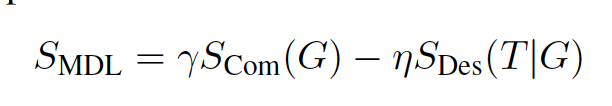 S_MDL = γS_Com(G) − ηS_Des(T|G)